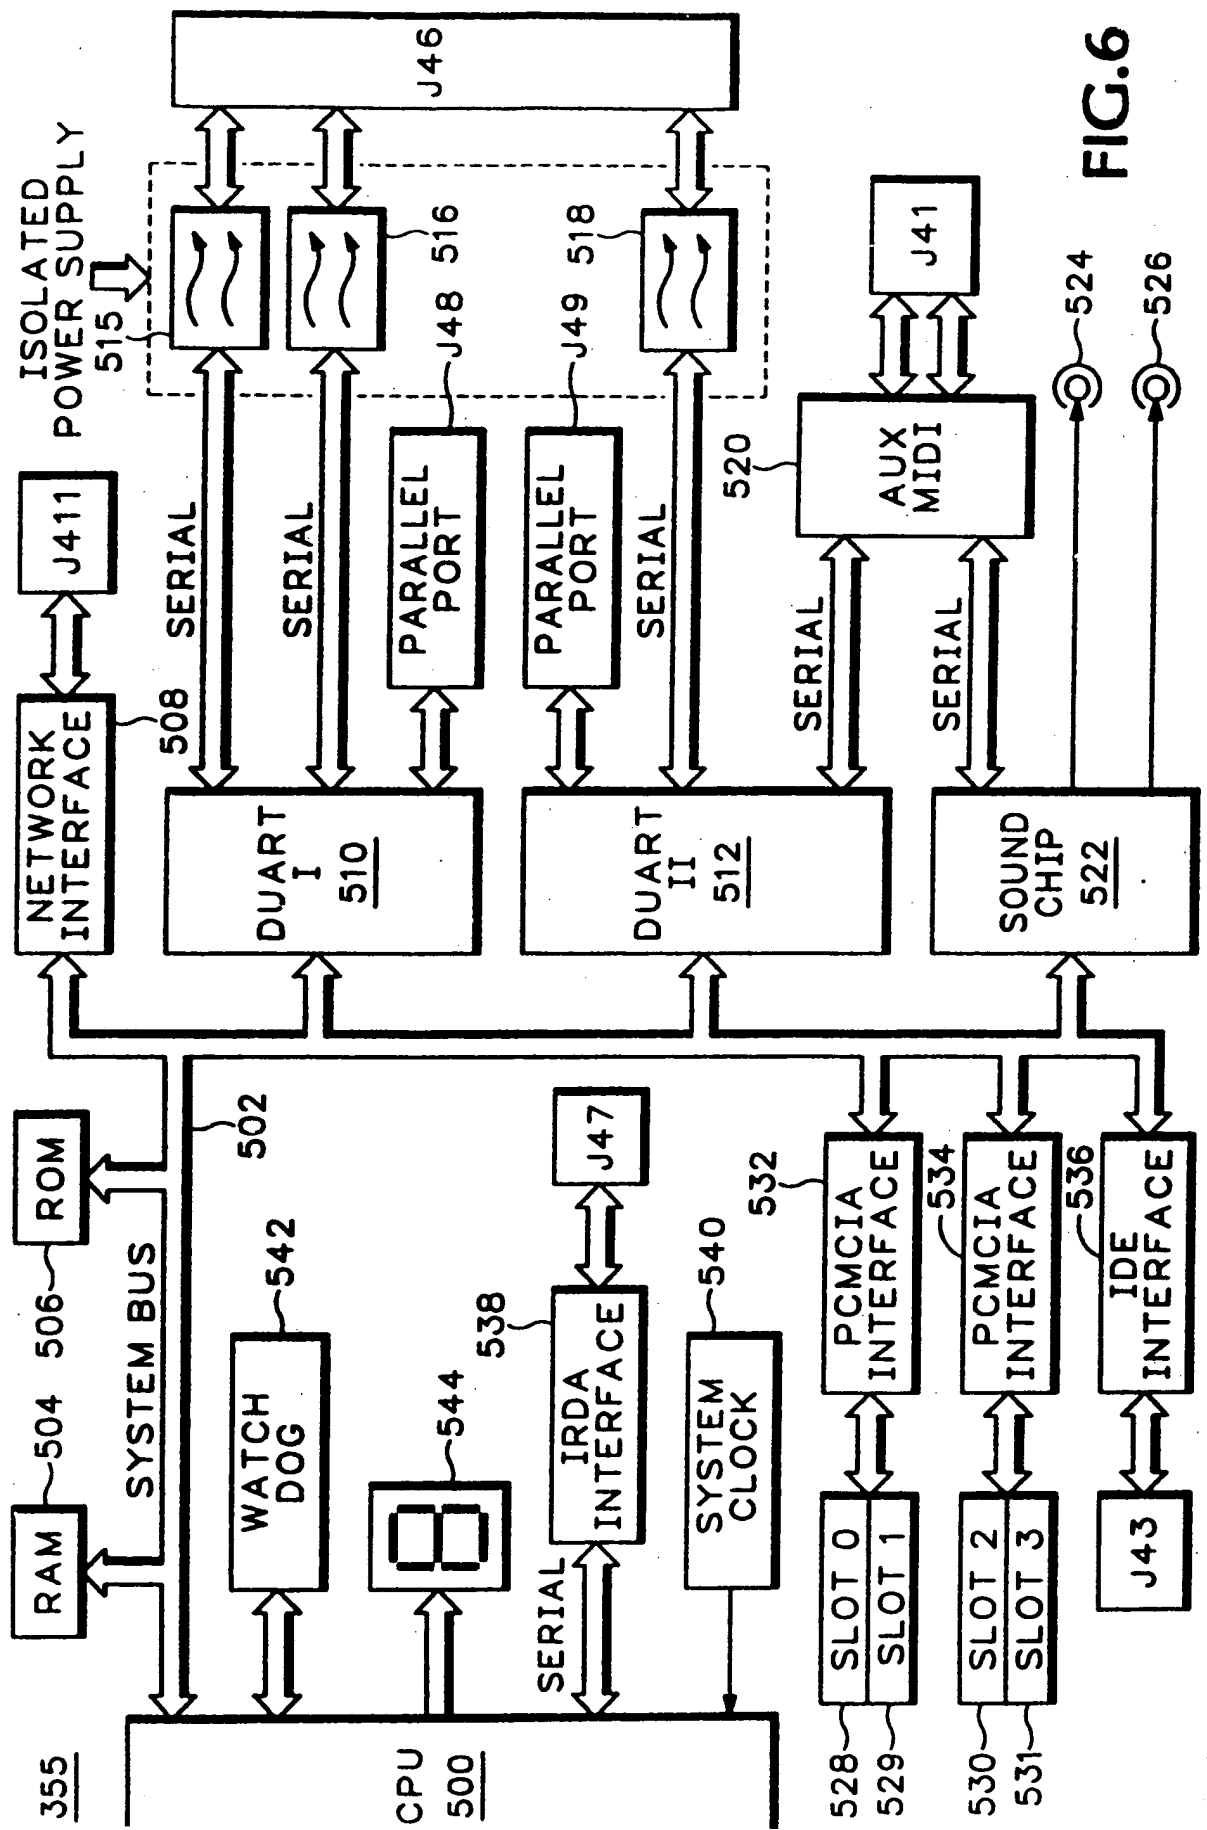 355
CPU
500
RAM
504
ROM
506
SYSTEM BUS
502
WATCH
DOG
542
544
SERIAL
IRDA
INTERFACE
538
J47
SYSTEM
CLOCK
540
528
SLOT 0
529
SLOT 1
PCMCIA
INTERFACE
532
530
SLOT 2
531
SLOT 3
PCMCIA
INTERFACE
534
J43
IDE
INTERFACE
536
NETWORK
INTERFACE
508
J411
ISOLATED
POWER SUPPLY
DUART
I
510
SERIAL
515
SERIAL
516
J46
PARALLEL
PORT
J48
DUART
II
512
PARALLEL
PORT
J49
SERIAL
518
SERIAL
520
AUX
MIDI
J41
SOUND
CHIP
522
SERIAL
524
526
FIG.6